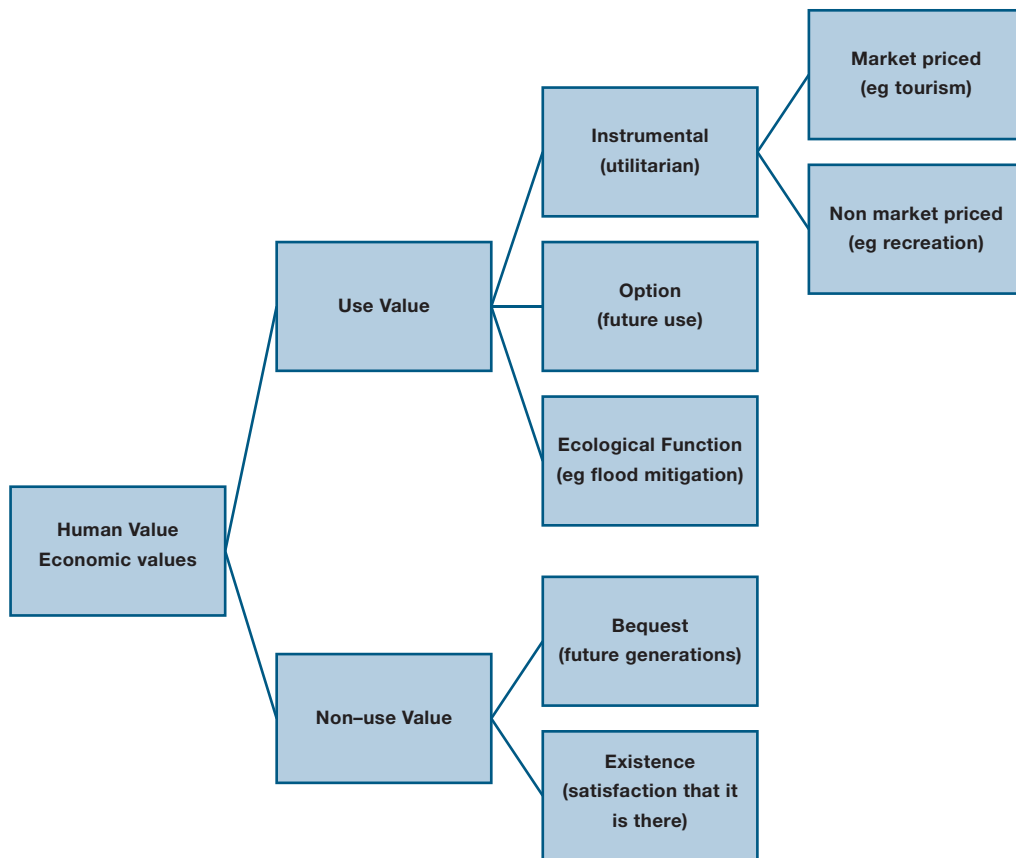 Market priced
(eg tourism)
Instrumental
(utilitarian)
Non market priced
(eg recreation)
Use Value
Option
(future use)
Ecological Function
(eg flood mitigation)
Human Value
Economic values
Bequest
(future generations)
Non–use Value
Existence
(satisfaction that it
is there)